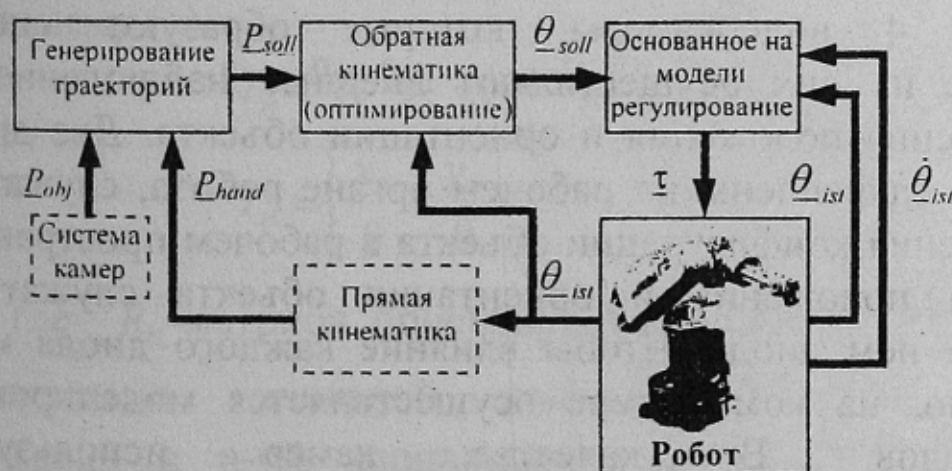 Генерирование
траекторий
P_soll
Обратная
кинематика
(оптимирование)
θ_soll
Основанное на
модели
регулирование
P_obj
P_hand
τ
θ_ist
θ̇_ist
Система
камер
Прямая
кинематика
θ_ist
Робот